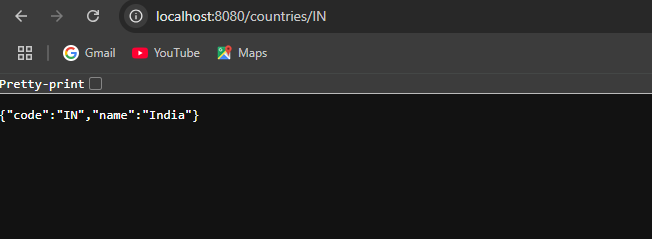 localhost:8080/countries/IN
Gmail YouTube Maps
Pretty-print
{"code":"IN","name":"India"}